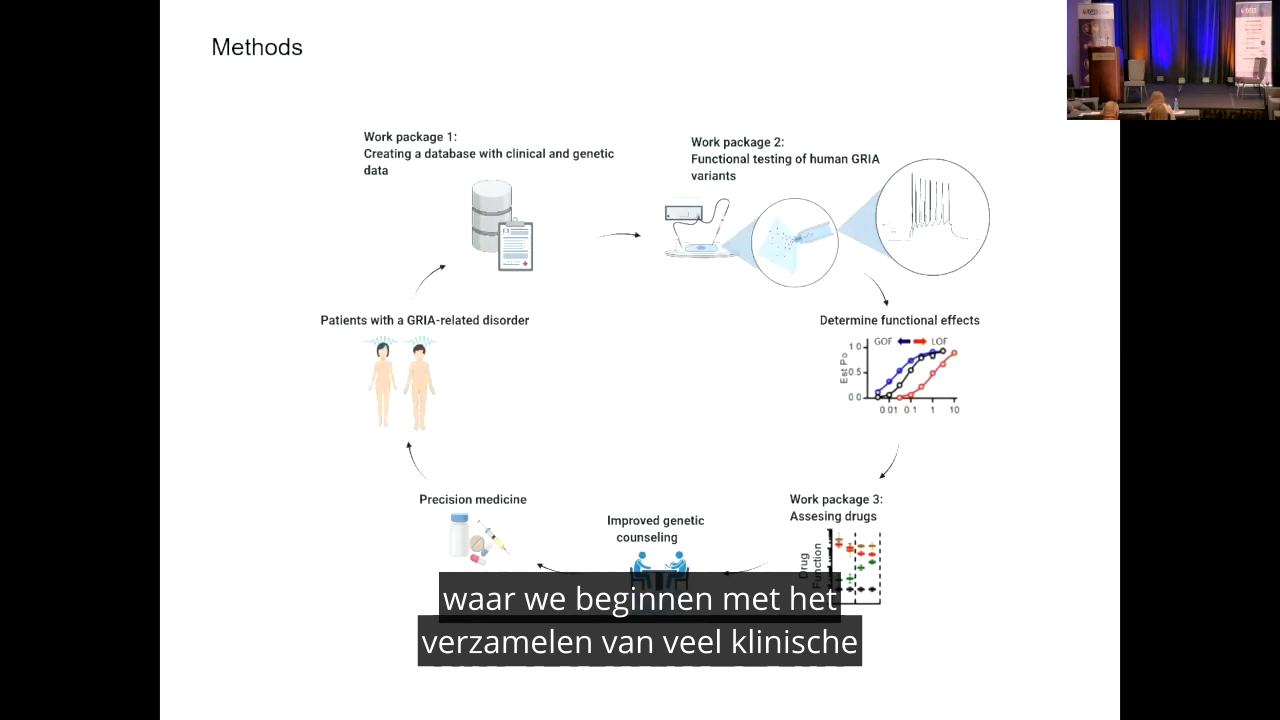 Methods
Work package 1:
Creating a database with clinical and genetic
data
Work package 2:
Functional testing of human GRIA
variants
Patients with a GRIA-related disorder
Determine functional effects
GOF LOF
Est Po
1 0
0.5
0.0
0 01 0.1 1 10
Precision medicine
Improved genetic
counseling
Work package 3:
Assesing drugs
Drug
Function
waar we beginnen met het
verzamelen van veel klinische